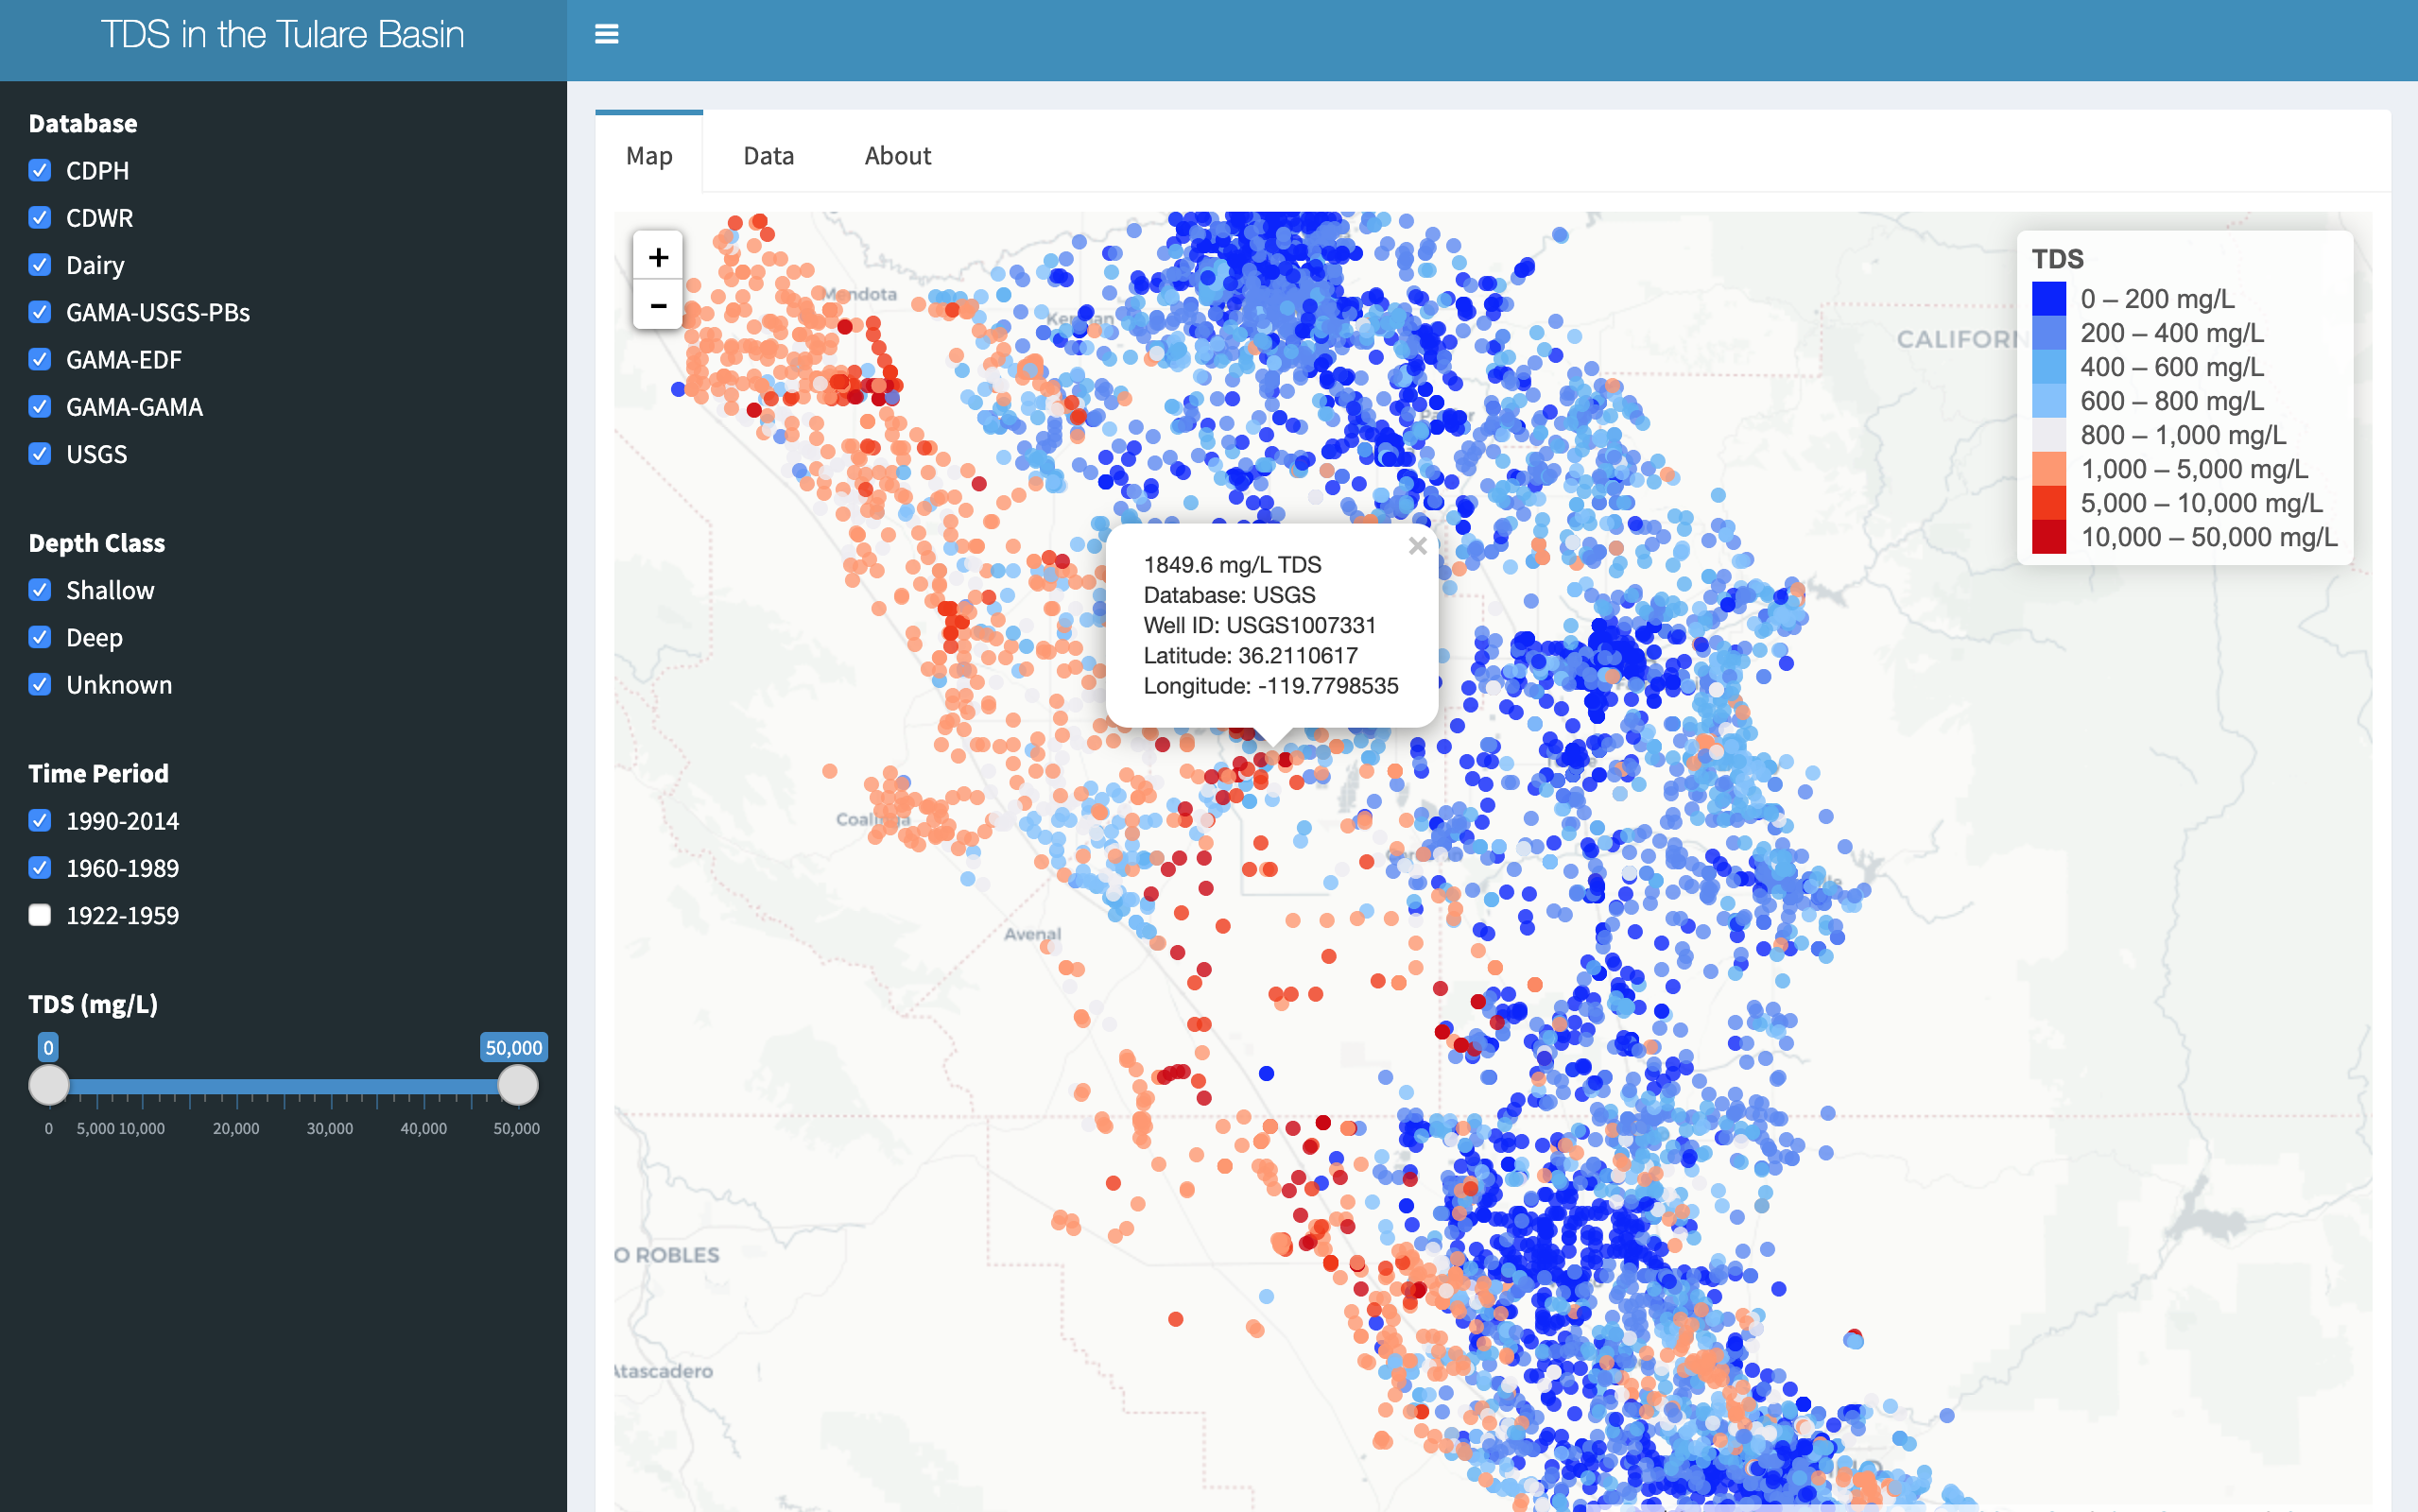 TDS in the Tulare Basin
Database
CDPH
CDWR
Dairy
GAMA-USGS-PBs
GAMA-EDF
GAMA-GAMA
USGS
Depth Class
Shallow
Deep
Unknown
Time Period
1990-2014
1960-1989
1922-1959
TDS (mg/L)
0
50,000
0 5,000 10,000 20,000 30,000 40,000 50,000
Map Data About
+
−
TDS
0 – 200 mg/L
200 – 400 mg/L
400 – 600 mg/L
600 – 800 mg/L
800 – 1,000 mg/L
1,000 – 5,000 mg/L
5,000 – 10,000 mg/L
10,000 – 50,000 mg/L
Mendota
CALIFORN
×
1849.6 mg/L TDS
Database: USGS
Well ID: USGS1007331
Latitude: 36.2110617
Longitude: -119.7798535
Coalinga
Avenal
O ROBLES
Atascadero